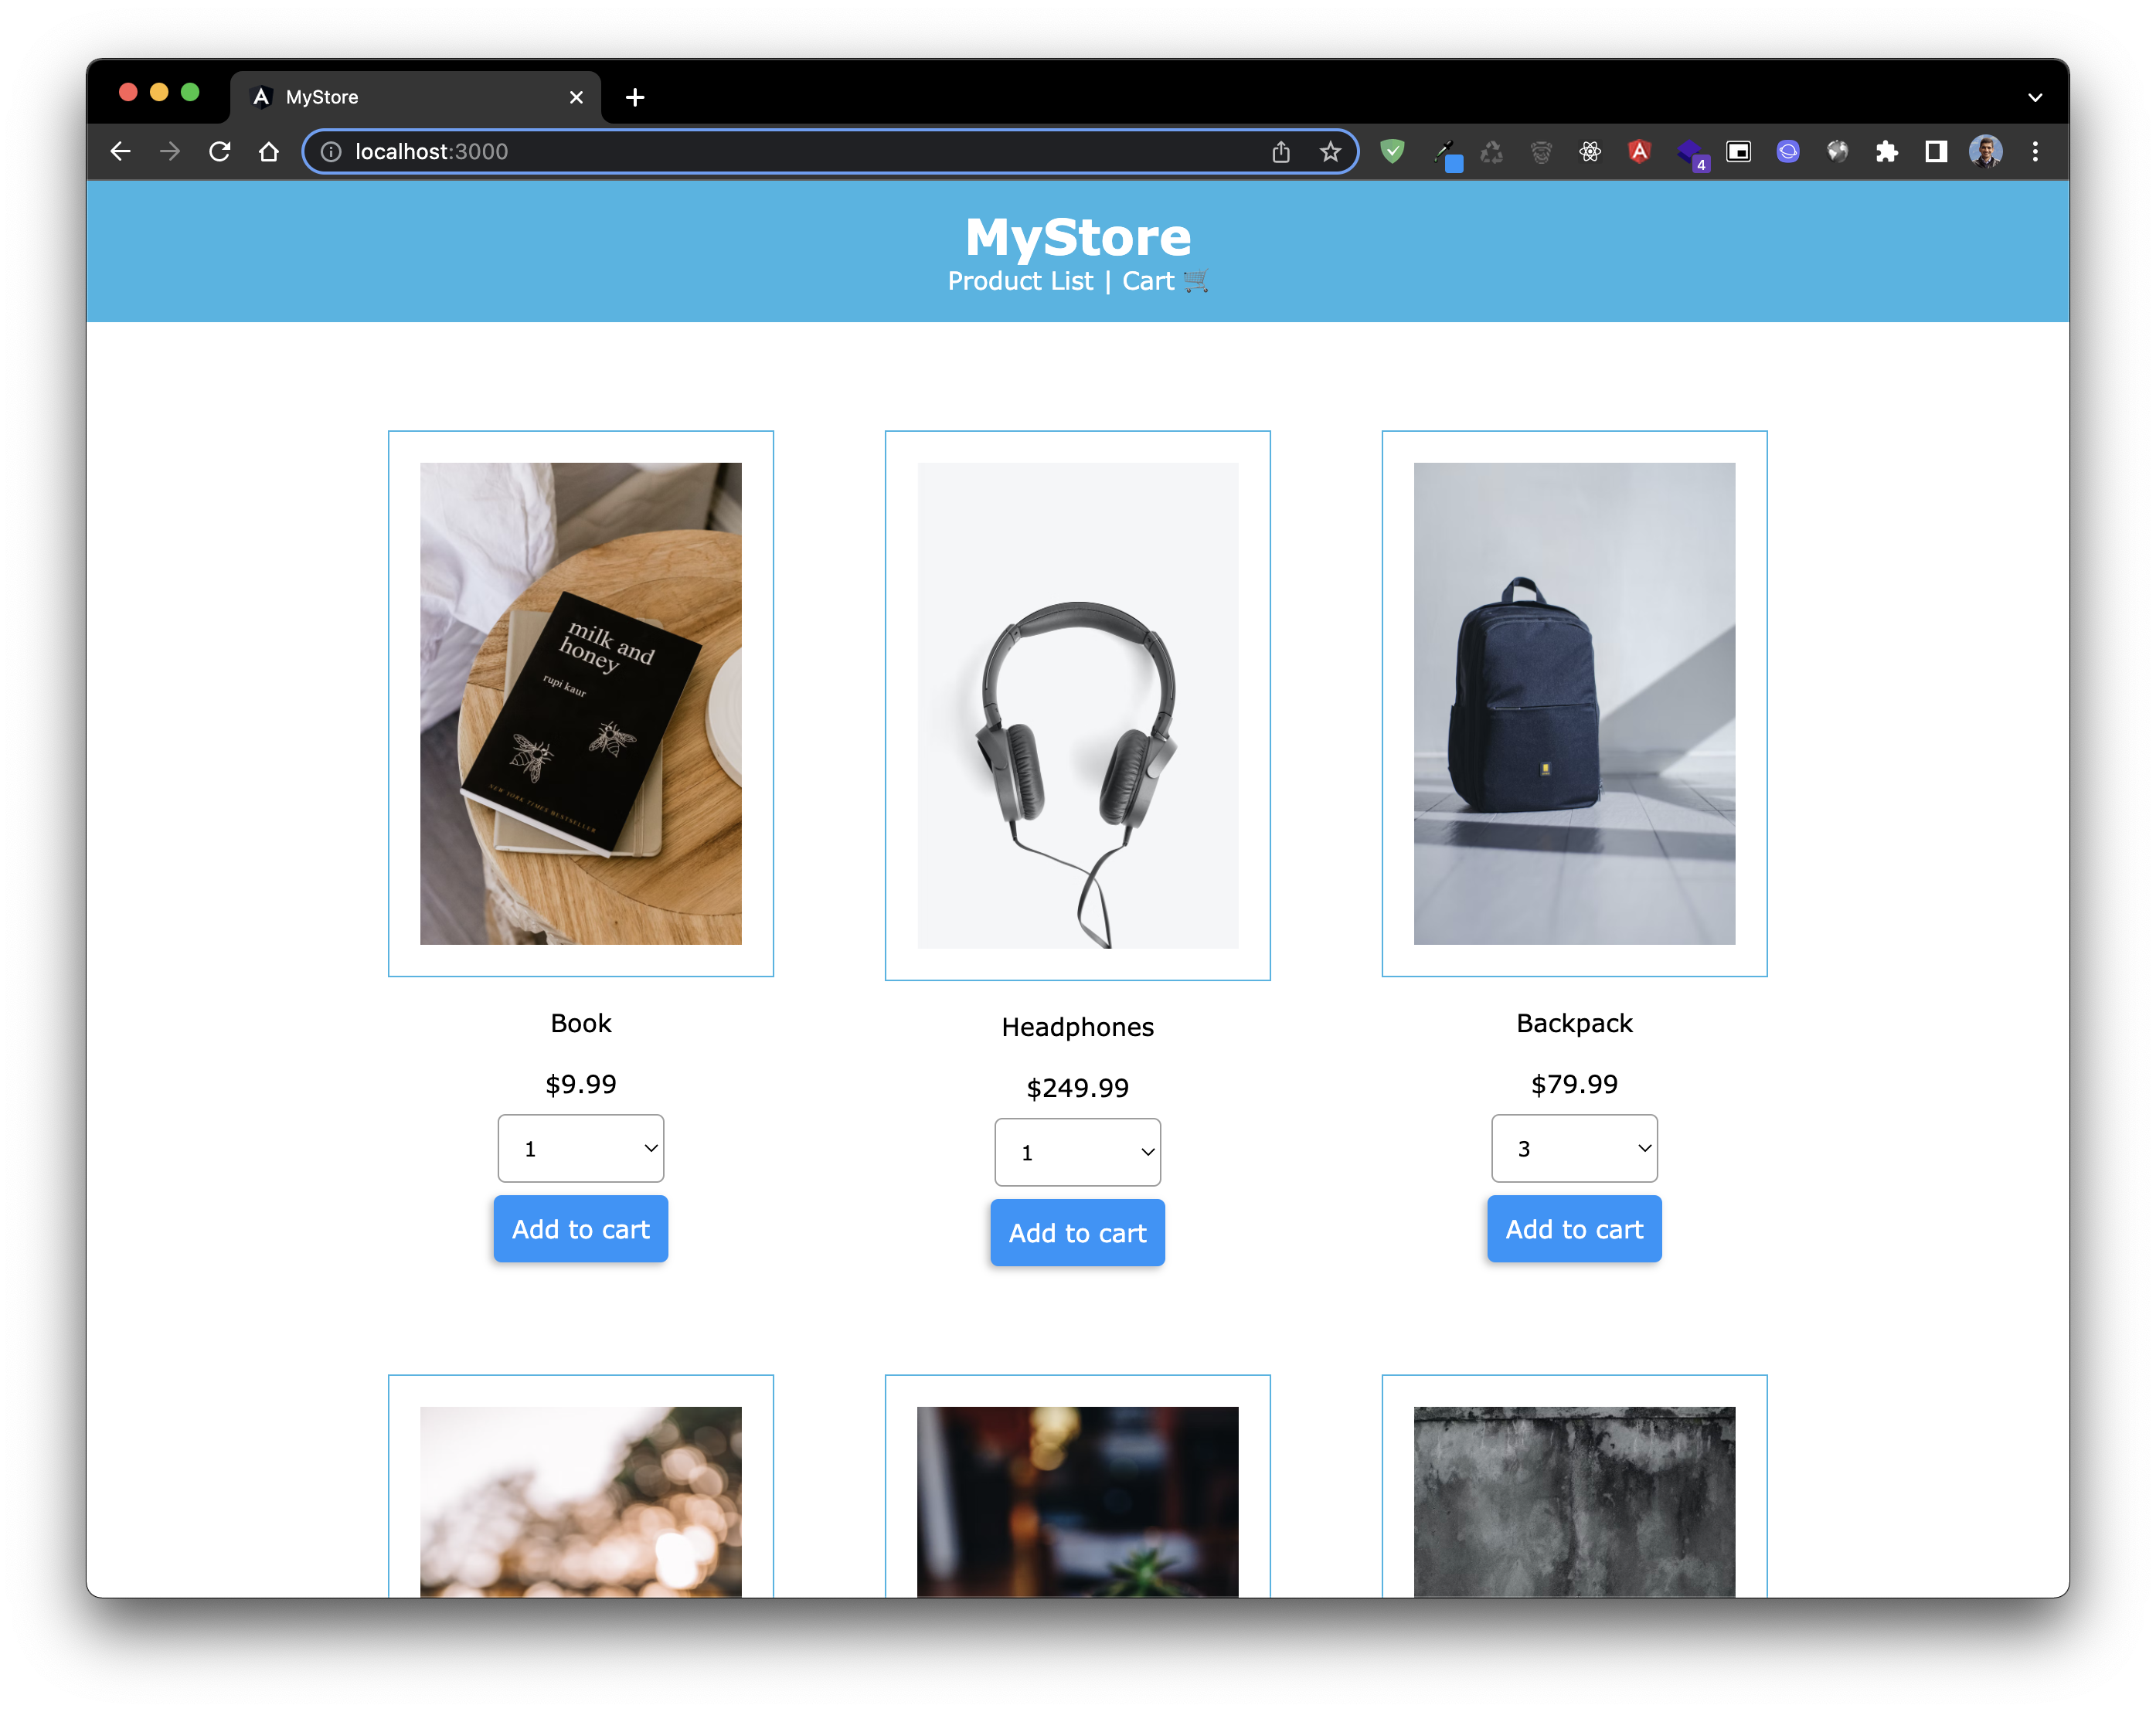 MyStore
localhost:3000
4
MyStore
Product List | Cart 🛒
milk and
honey
rupi kaur
NEW YORK TIMES BESTSELLER
Book
Headphones
Backpack
$9.99
$249.99
$79.99
1
1
3
Add to cart
Add to cart
Add to cart